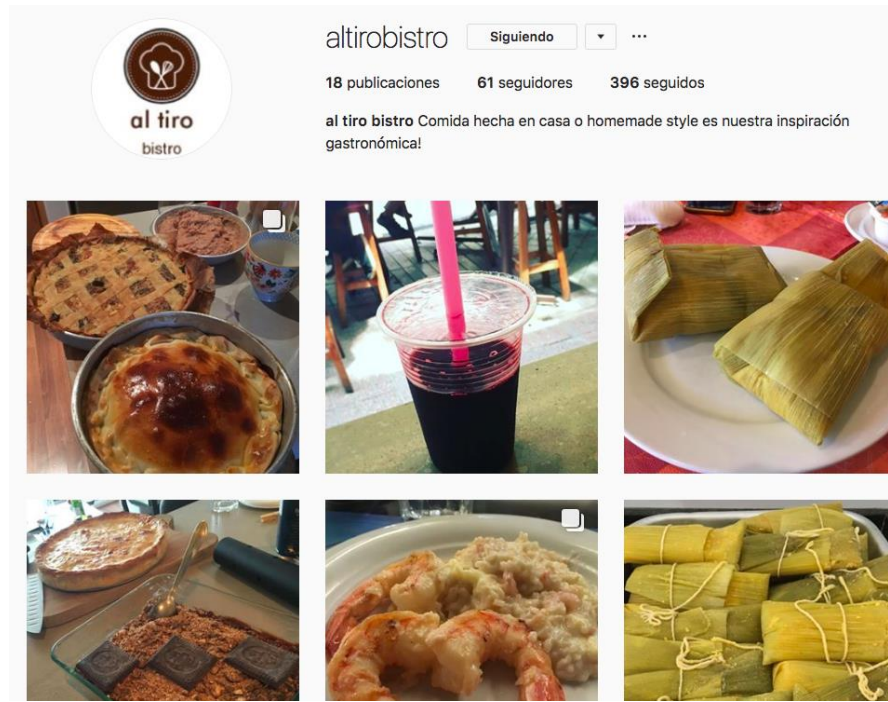 al tiro
bistro
altirobistro Siguiendo
18 publicaciones 61 seguidores 396 seguidos
al tiro bistro Comida hecha en casa o homemade style es nuestra inspiración
gastronómica!